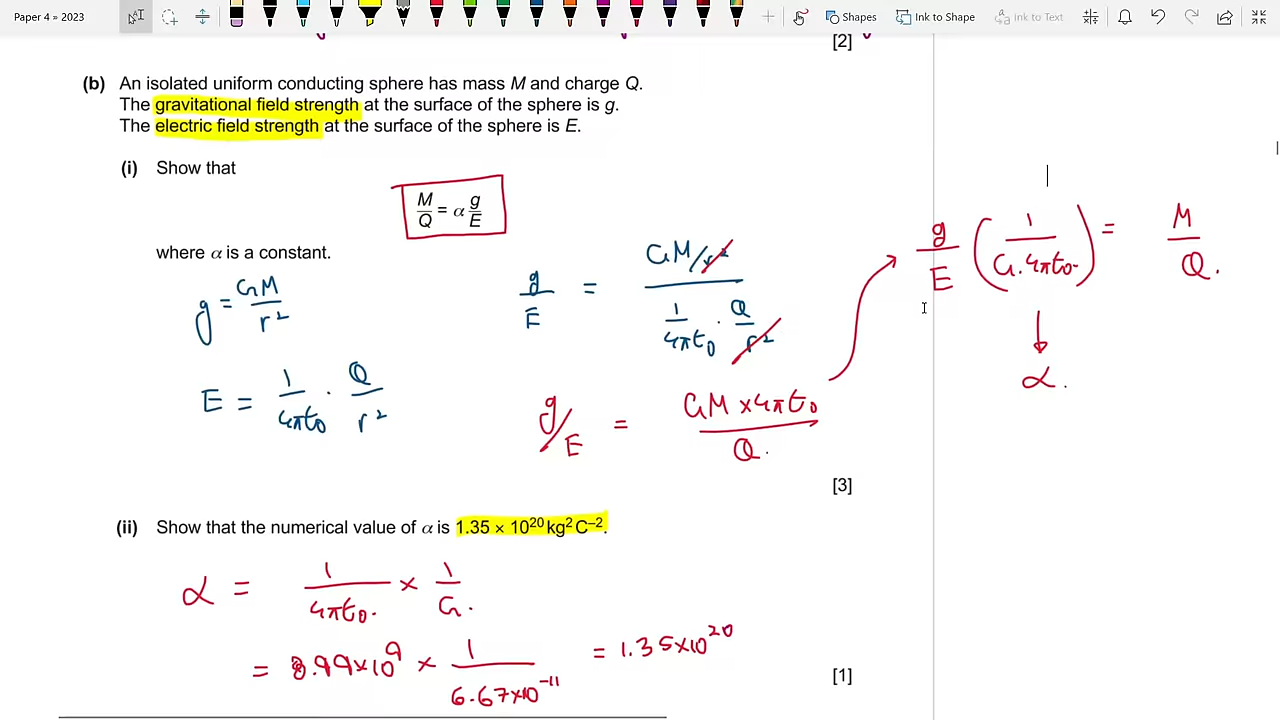 Paper 4 » 2023
Shapes
Ink to Shape
Ink to Text
[2]
(b) An isolated uniform conducting sphere has mass M and charge Q.
The gravitational field strength at the surface of the sphere is g.
The electric field strength at the surface of the sphere is E.
(i) Show that
M/Q = α g/E
where α is a constant.
g = GM/r²
E = 1/4πε₀ · Q/r²
g/E = GM/r² / 1/4πε₀ · Q/r²
g/E = GM×4πε₀/Q.
g/E (1/G.4πε₀) = M/Q.
↓
α.
[3]
(ii) Show that the numerical value of α is 1.35 × 10²⁰ kg² C⁻².
α = 1/4πε₀. × 1/G.
= 8.99×10⁹ × 1/6.67×10⁻¹¹ = 1.35×10²⁰
[1]